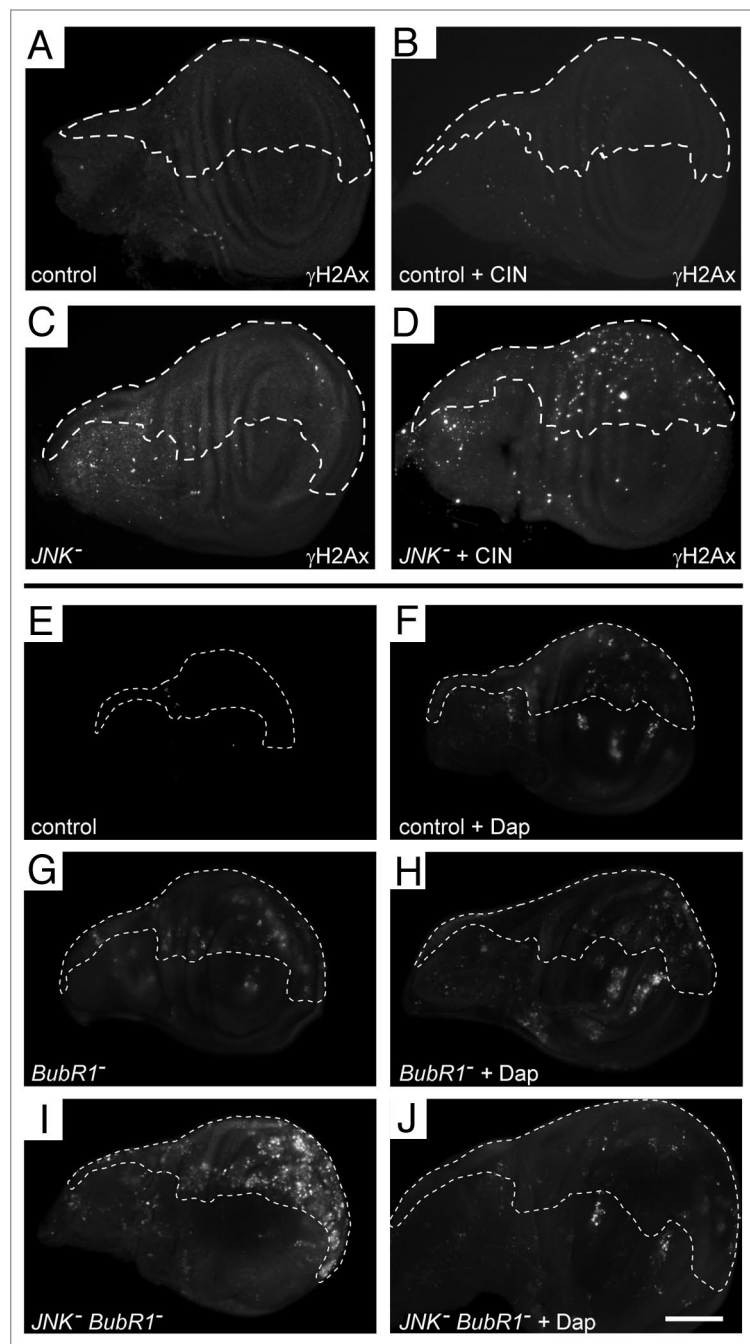 A
control
γH2Ax
B
control + CIN
γH2Ax
C
JNK⁻
γH2Ax
D
JNK⁻ + CIN
γH2Ax
E
control
F
control + Dap
G
BubR1⁻
H
BubR1⁻ + Dap
I
JNK⁻ BubR1⁻
J
JNK⁻ BubR1⁻ + Dap